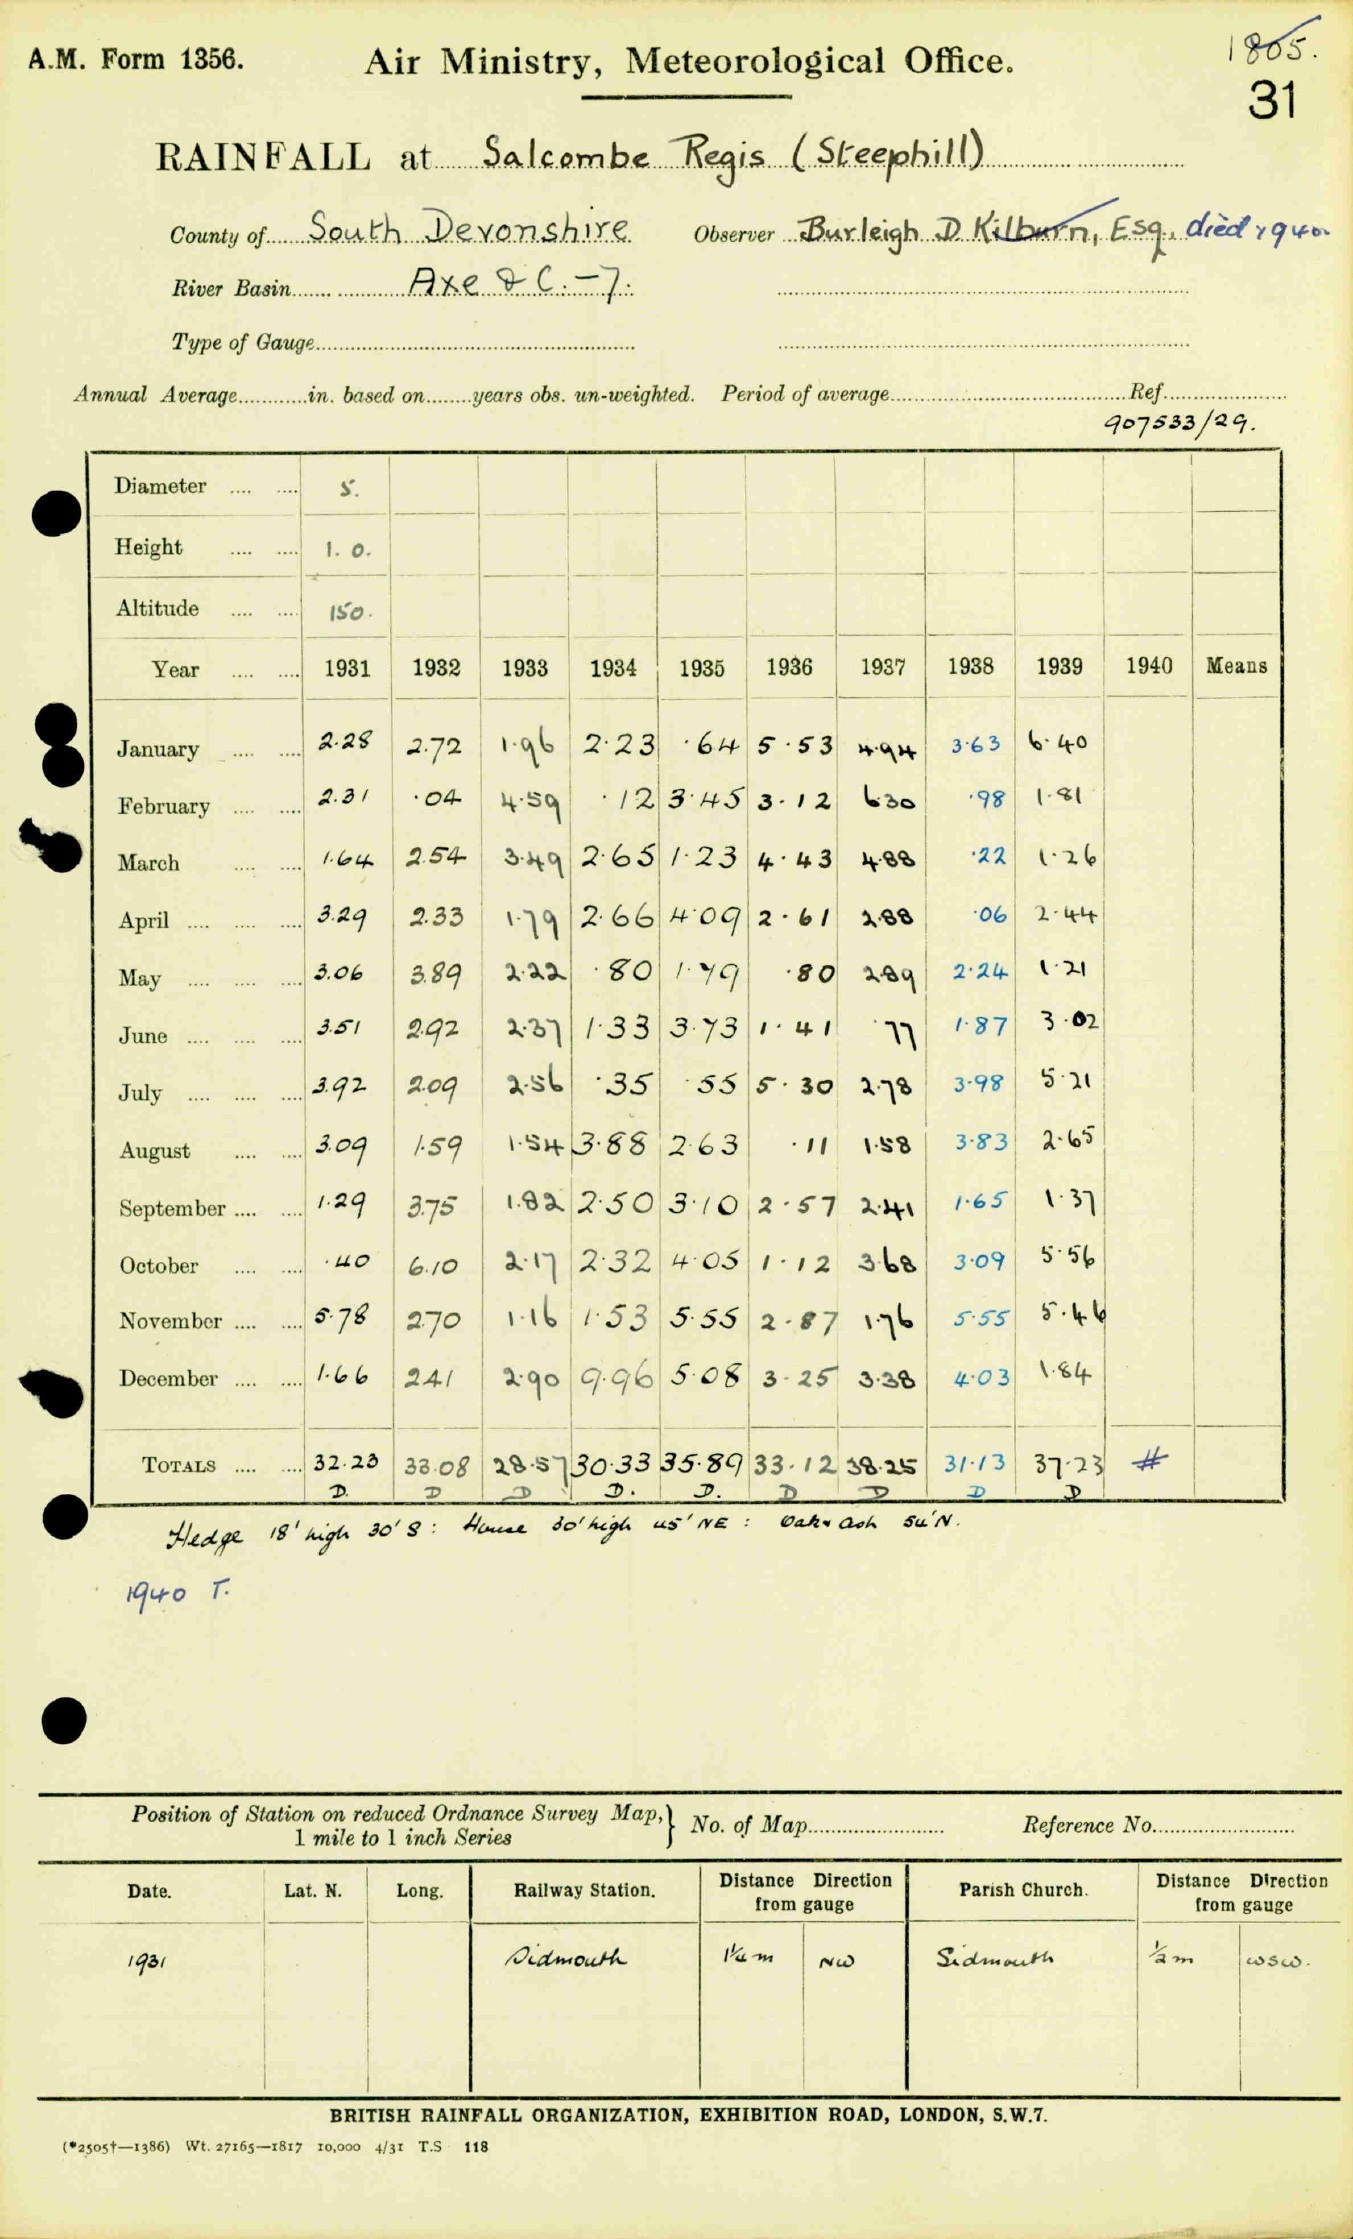 A.M. Form 1356. Air Ministry, Meteorological Office. 1805.
31
RAINFALL at Salcombe Regis (Steephill)
County of South Devonshire Observer Burleigh D Kilburn, Esq. died 1940.
River Basin Axe & C. -7.
Type of Gauge
Annual Average in. based on years obs. un-weighted. Period of average Ref.
907533/29.
Diameter 5.
Height 1. 0.
Altitude 150.
Year 1931 1932 1933 1934 1935 1936 1937 1938 1939 1940 Means
January 2.28 2.72 1.96 2.23 .64 5.53 4.94 3.63 6.40
February 2.31 .04 4.59 .12 3.45 3.12 6.30 .98 1.81
March 1.64 2.54 3.49 2.65 1.23 4.43 4.88 .22 1.26
April 3.29 2.33 1.79 2.66 4.09 2.61 2.88 .06 2.44
May 3.06 3.89 2.22 .80 1.79 .80 2.89 2.24 1.21
June 3.51 2.92 2.37 1.33 3.73 1.41 .77 1.87 3.02
July 3.92 2.09 2.56 .35 .55 5.30 2.78 3.98 5.21
August 3.09 1.59 1.54 3.88 2.63 .11 1.58 3.83 2.65
September 1.29 3.75 1.82 2.50 3.10 2.57 2.41 1.65 1.37
October .40 6.10 2.17 2.32 4.05 1.12 3.68 3.09 5.56
November 5.78 2.70 1.16 1.53 5.55 2.87 1.76 5.55 5.46
December 1.66 2.41 2.90 9.96 5.08 3.25 3.38 4.03 1.84
TOTALS 32.23 33.08 28.57 30.33 35.89 33.12 38.25 31.13 37.23 #
D. D D D. D. D D D D
Hedge 18' high 30' S: House 30' high 45' NE: Oak & Ash 54' N.
1940 T.
Position of Station on reduced Ordnance Survey Map, } No. of Map Reference No.
1 mile to 1 inch Series
Date. Lat. N. Long. Railway Station. Distance Direction from gauge Parish Church. Distance Direction from gauge
1931 Sidmouth 1¼ m NW Sidmouth ½ m WSW.
BRITISH RAINFALL ORGANIZATION, EXHIBITION ROAD, LONDON, S.W.7.
(*2505†—1386) Wt. 27165—1817 10,000 4/31 T.S 118